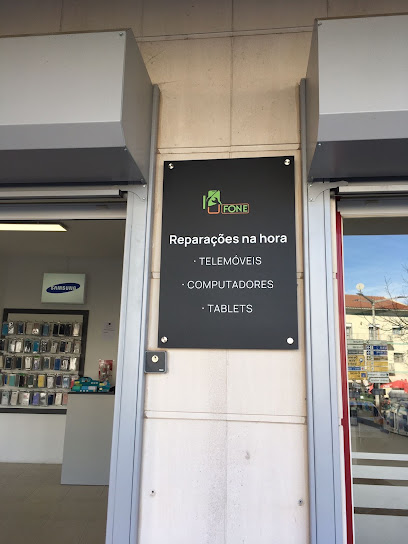 FONE
Reparações na hora
· TELEMÓVEIS
· COMPUTADORES
· TABLETS
SAMSUNG